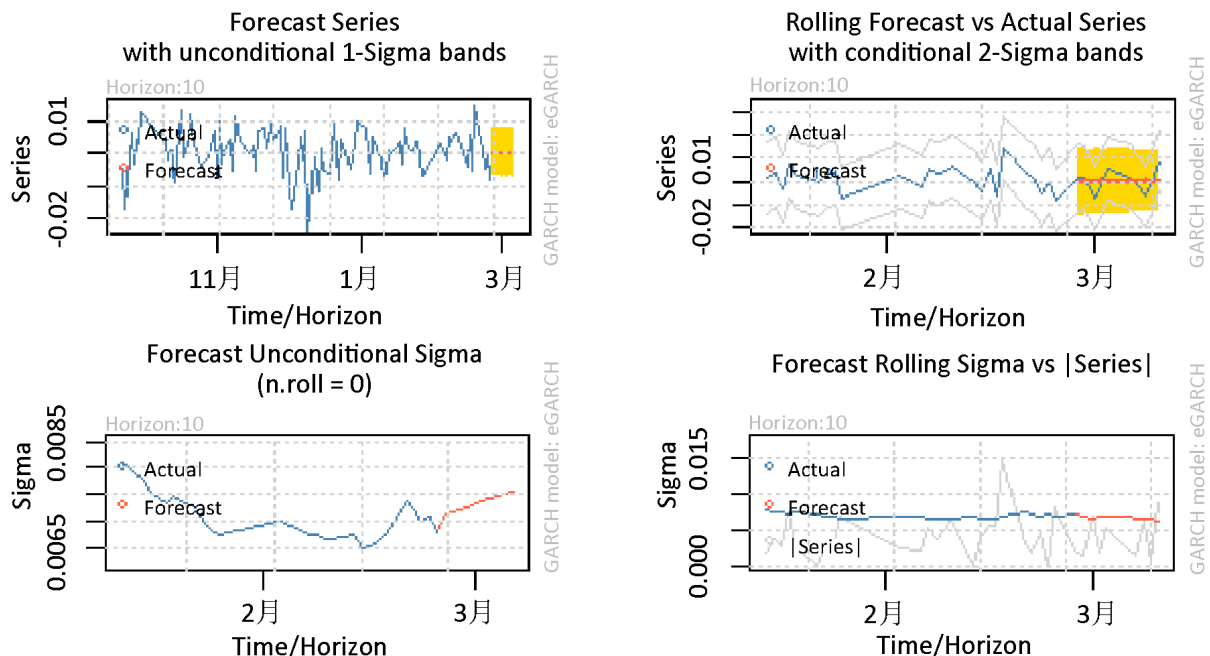 Forecast Series
with unconditional 1-Sigma bands
Horizon:10
GARCH model: eGARCH
Series
0.01
-0.02
Actual
Forecast
11月
1月
3月
Time/Horizon
Rolling Forecast vs Actual Series
with conditional 2-Sigma bands
Horizon:10
GARCH model: eGARCH
Series
0.01
-0.02
Actual
Forecast
2月
3月
Time/Horizon
Forecast Unconditional Sigma
(n.roll = 0)
Horizon:10
GARCH model: eGARCH
Sigma
0.0085
0.0065
Actual
Forecast
2月
3月
Time/Horizon
Forecast Rolling Sigma vs |Series|
Horizon:10
GARCH model: eGARCH
Sigma
0.015
0.000
Actual
Forecast
|Series|
2月
3月
Time/Horizon